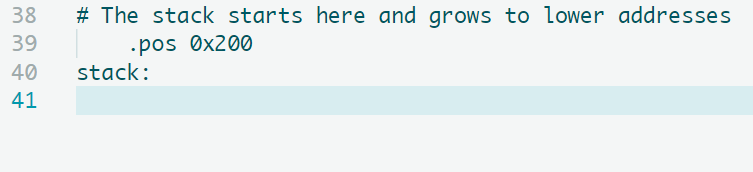 38 # The stack starts here and grows to lower addresses
39 .pos 0x200
40 stack:
41